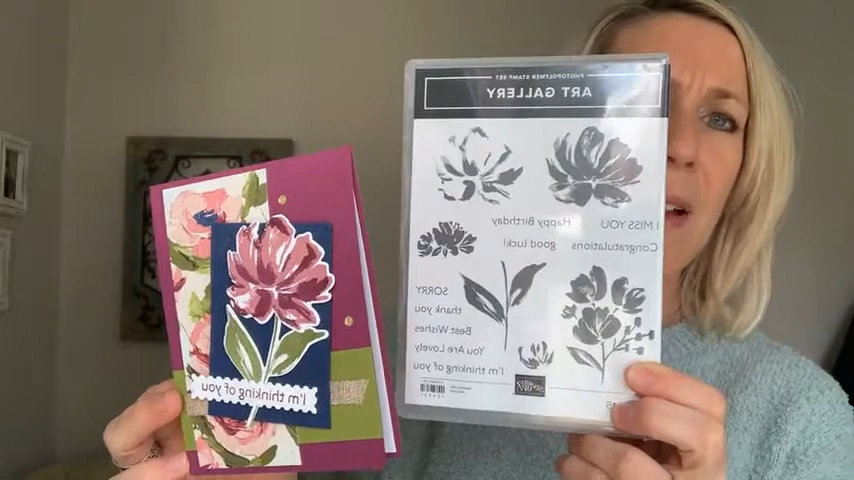 PHOTOPOLYMER STAMP SET
ART GALLERY
I MISS YOU
Happy Birthday
Congratulations
good luck!
SORRY
thank you
Best Wishes
You Are Lovely
I'm thinking of you
I'm thinking of you